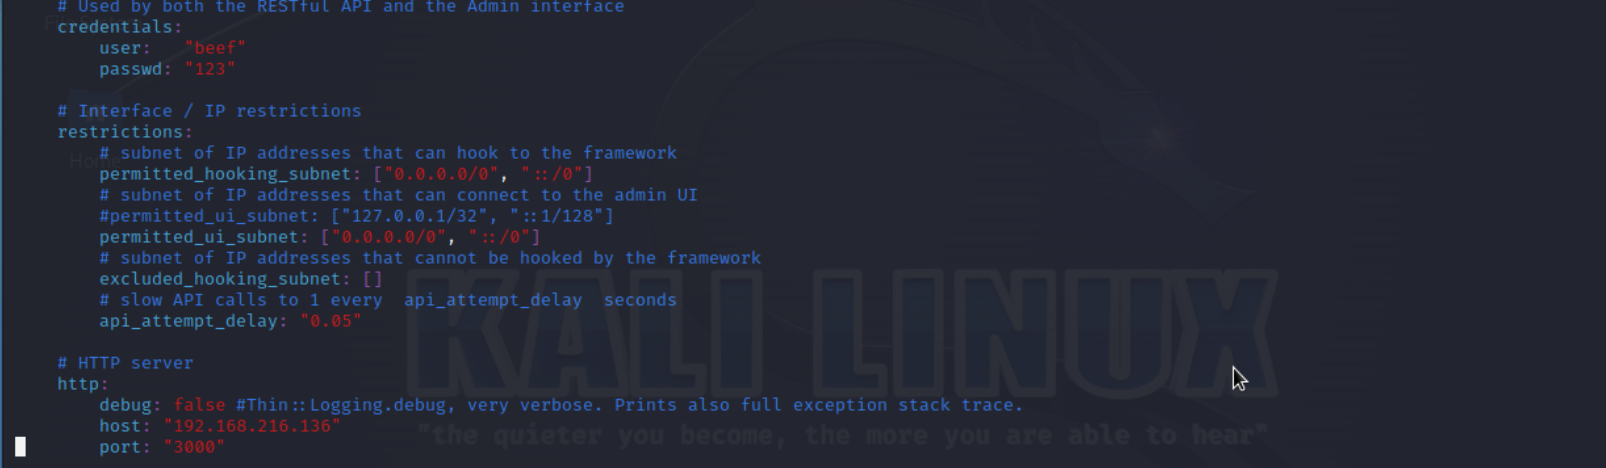 # Used by both the RESTful API and the Admin interface
credentials:
    user:   "beef"
    passwd: "123"

# Interface / IP restrictions
restrictions:
    # subnet of IP addresses that can hook to the framework
    permitted_hooking_subnet: ["0.0.0.0/0", "::/0"]
    # subnet of IP addresses that can connect to the admin UI
    #permitted_ui_subnet: ["127.0.0.1/32", "::1/128"]
    permitted_ui_subnet: ["0.0.0.0/0", "::/0"]
    # subnet of IP addresses that cannot be hooked by the framework
    excluded_hooking_subnet: []
    # slow API calls to 1 every  api_attempt_delay  seconds
    api_attempt_delay: "0.05"

# HTTP server
http:
    debug: false #Thin::Logging.debug, very verbose. Prints also full exception stack trace.
    host: "192.168.216.136"
    port: "3000"
Home
KALI LINUX
"the quieter you become, the more you are able to hear"